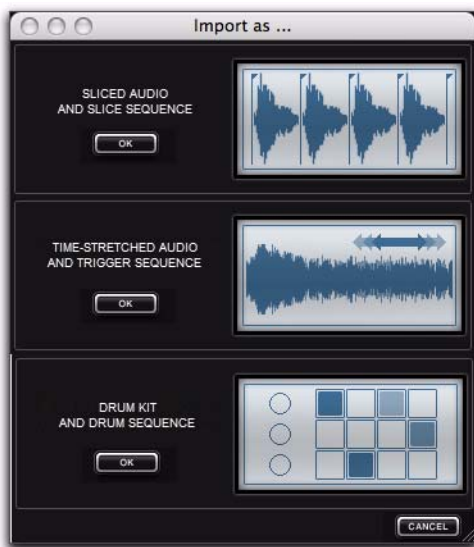 Import as ...
SLICED AUDIO
AND SLICE SEQUENCE
OK
TIME-STRETCHED AUDIO
AND TRIGGER SEQUENCE
OK
DRUM KIT
AND DRUM SEQUENCE
OK
CANCEL